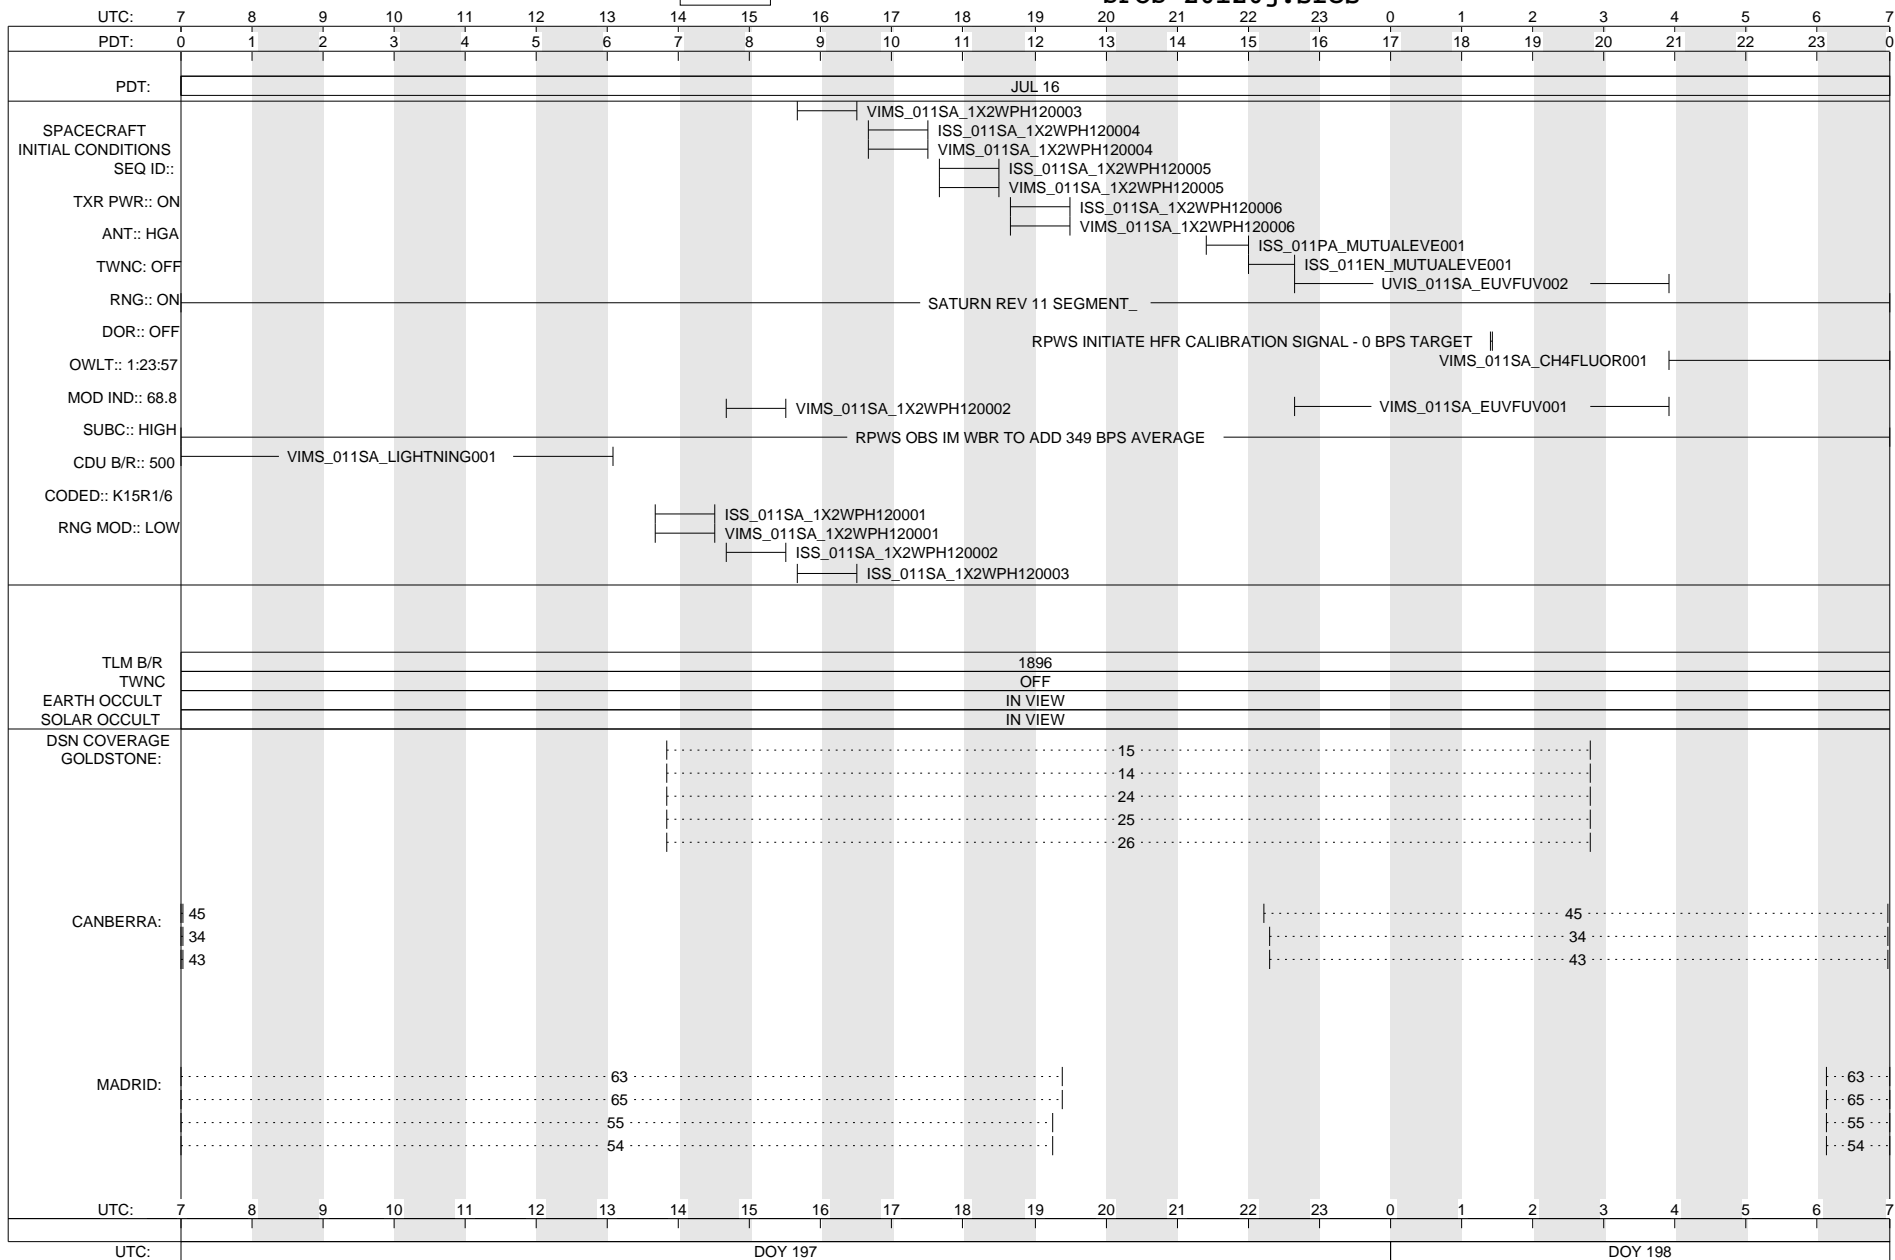 UTC: 7 8 9 10 11 12 13 14 15 16 17 18 19 20 21 22 23 0 1 2 3 4 5 6 7
PDT: 0 1 2 3 4 5 6 7 8 9 10 11 12 13 14 15 16 17 18 19 20 21 22 23 0
PDT: JUL 16
VIMS_011SA_1X2WPH120003
SPACECRAFT ISS_011SA_1X2WPH120004
INITIAL CONDITIONS VIMS_011SA_1X2WPH120004
SEQ ID:: ISS_011SA_1X2WPH120005
VIMS_011SA_1X2WPH120005
TXR PWR:: ON ISS_011SA_1X2WPH120006
VIMS_011SA_1X2WPH120006
ANT:: HGA ISS_011PA_MUTUALEVE001
TWNC: OFF ISS_011EN_MUTUALEVE001
UVIS_011SA_EUVFUV002
RNG:: ON SATURN REV 11 SEGMENT_
DOR:: OFF RPWS INITIATE HFR CALIBRATION SIGNAL - 0 BPS TARGET
OWLT:: 1:23:57 VIMS_011SA_CH4FLUOR001
MOD IND:: 68.8 VIMS_011SA_1X2WPH120002 VIMS_011SA_EUVFUV001
SUBC:: HIGH RPWS OBS IM WBR TO ADD 349 BPS AVERAGE
CDU B/R:: 500 VIMS_011SA_LIGHTNING001
CODED:: K15R1/6
ISS_011SA_1X2WPH120001
RNG MOD:: LOW VIMS_011SA_1X2WPH120001
ISS_011SA_1X2WPH120002
ISS_011SA_1X2WPH120003
TLM B/R 1896
TWNC OFF
EARTH OCCULT IN VIEW
SOLAR OCCULT IN VIEW
DSN COVERAGE
GOLDSTONE: 15
14
24
25
26
CANBERRA: 45 45
34 34
43 43
MADRID: 63 63
65 65
55 55
54 54
UTC: 7 8 9 10 11 12 13 14 15 16 17 18 19 20 21 22 23 0 1 2 3 4 5 6 7
UTC: DOY 197 DOY 198